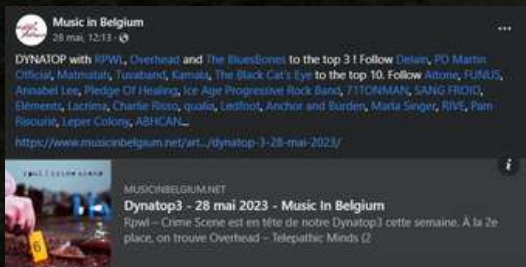 Music in Belgium
28 mai, 12:13
DYNATOP with RPWL, Overhead and The BluesBones to the top 3 ! Follow Delain, PD Martin
Official, Matmatah, Tuvaband, Kamala, The Black Cat's Eye to the top 10. Follow Aitone, FUNUS,
Annabel Lee, Pledge Of Healing, Ice Age Progressive Rock Band, 71TONMAN, SANG FROID,
Eléments, Lacrima, Charlie Risso, qualia, Ledfoot, Anchor and Burden, Marla Singer, RIVE, Pam
Risourié, Leper Colony, ABHCAN...
https://www.musicinbelgium.net/art.../dynatop-3-28-mai-2023/
rpwl | crime scene
6
MUSICINBELGIUM.NET
Dynatop3 - 28 mai 2023 - Music In Belgium
Rpwl – Crime Scene est en tête de notre Dynatop3 cette semaine. À la 2e
place, on trouve Overhead – Telepathic Minds (2